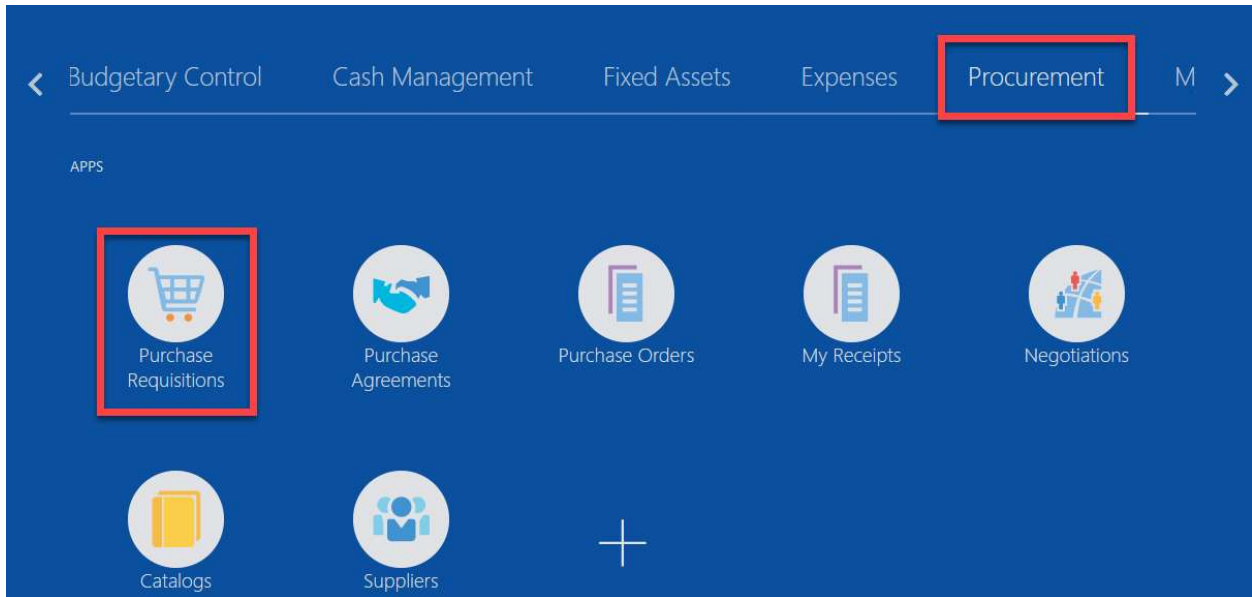 Budgetary Control Cash Management Fixed Assets Expenses Procurement M
APPS
Purchase Requisitions
Purchase Agreements
Purchase Orders
My Receipts
Negotiations
Catalogs
Suppliers